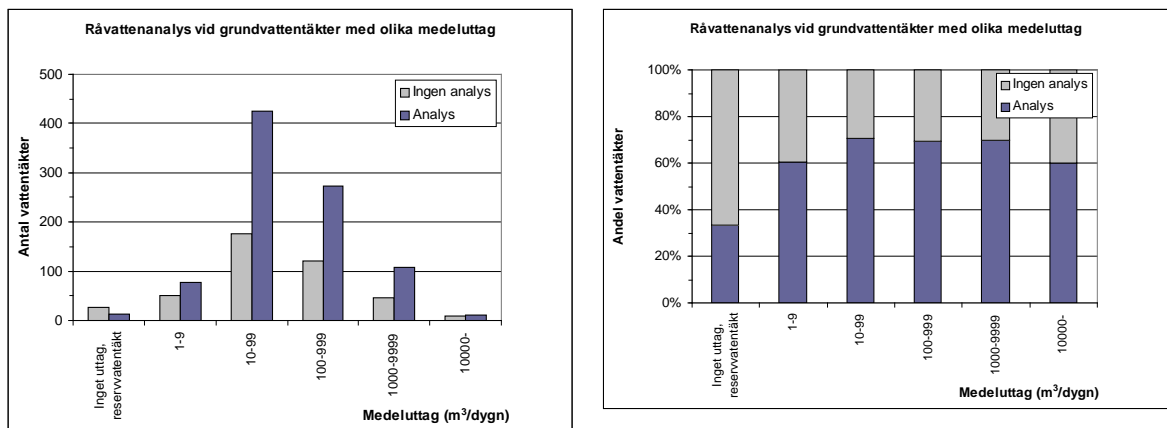 Råvattenanalys vid grundvattentäkter med olika medeluttag
500
400
300
200
100
0
Antal vattentäkter
Ingen analys
Analys
Inget uttag,
reservvatentäkt
1-9
10-99
100-999
1000-9999
10000-
Medeluttag (m³/dygn)
Råvattenanalys vid grundvattentäkter med olika medeluttag
100%
80%
60%
40%
20%
0%
Andel vattentäkter
Ingen analys
Analys
Inget uttag,
reservvatentäkt
1-9
10-99
100-999
1000-9999
10000-
Medeluttag (m³/dygn)